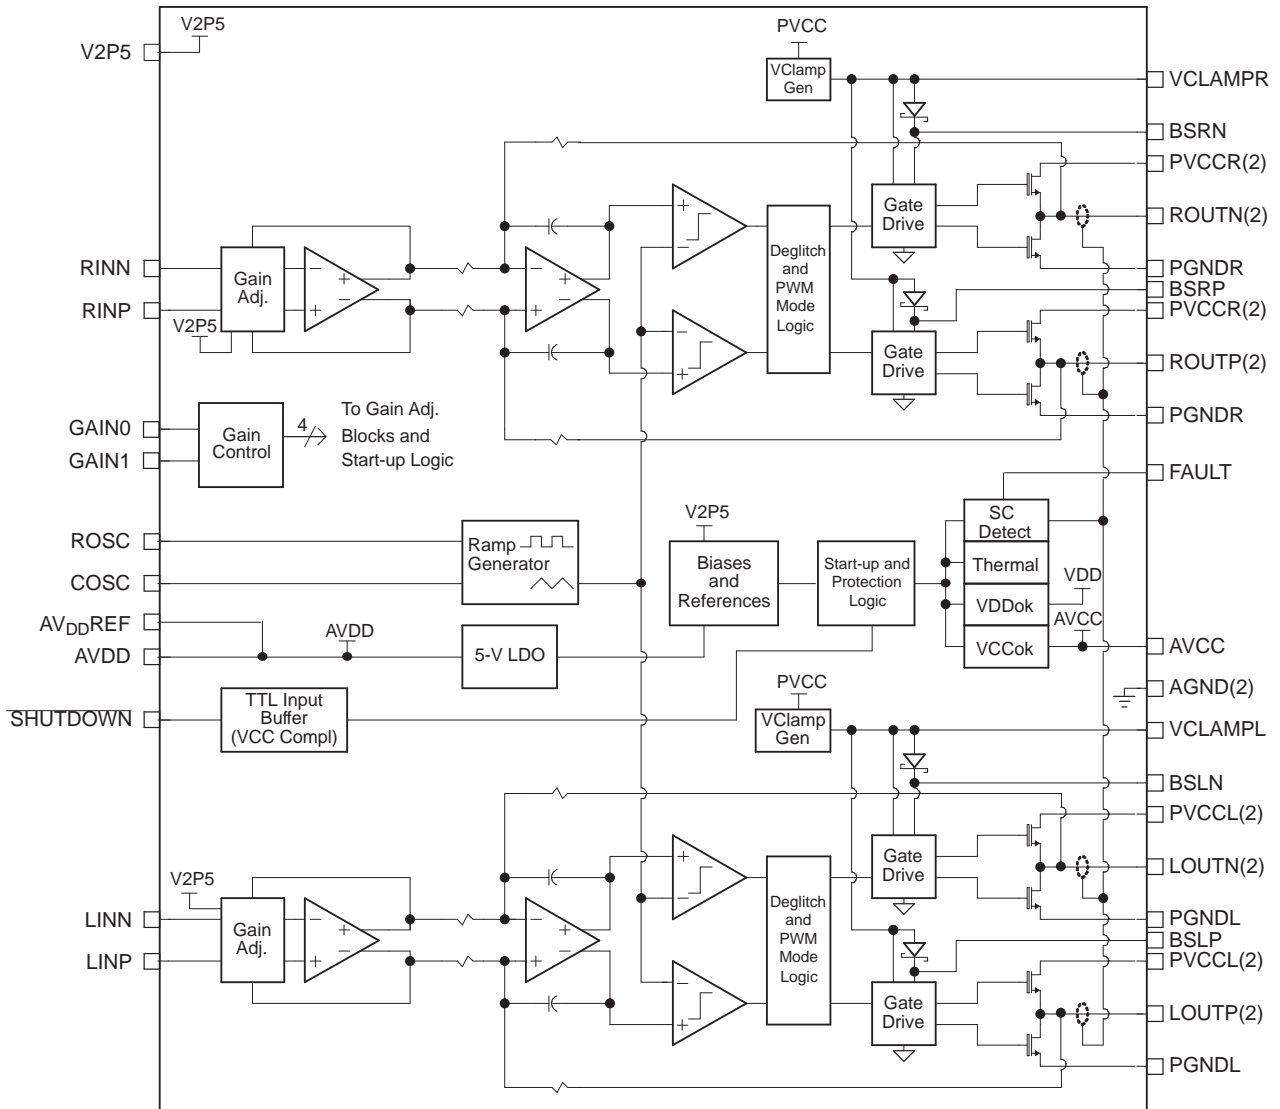 V2P5
V2P5
PVCC
VClamp
Gen
VCLAMPR
BSRN
PVCCR(2)
Gate
Drive
ROUTN(2)
Deglitch
and
PWM
Mode
Logic
RINN
RINP
Gain
Adj.
V2P5
PGNDR
BSRP
PVCCR(2)
Gate
Drive
ROUTP(2)
PGNDR
GAIN0
GAIN1
Gain
Control
4
To Gain Adj.
Blocks and
Start-up Logic
FAULT
V2P5
SC
Detect
ROSC
COSC
Ramp
Generator
Biases
and
References
Start-up and
Protection
Logic
Thermal
VDD
VDDok
AVCC
VCCok
AVCC
AVDDREF
AVDD
AVDD
5-V LDO
AGND(2)
SHUTDOWN
TTL Input
Buffer
(VCC Compl)
PVCC
VClamp
Gen
VCLAMPL
BSLN
PVCCL(2)
Gate
Drive
LOUTN(2)
V2P5
LINN
LINP
Gain
Adj.
Deglitch
and
PWM
Mode
Logic
PGNDL
BSLP
PVCCL(2)
Gate
Drive
LOUTP(2)
PGNDL